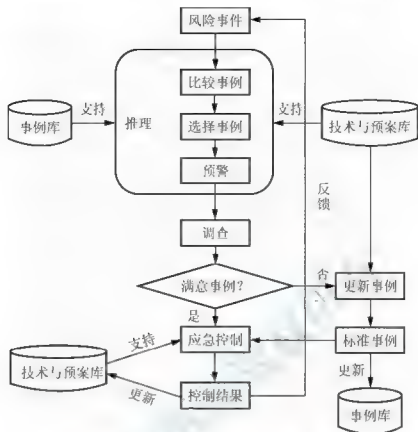 风险事件
比较事例
支持
支持
事例库
推理
选择事例
技术与预案库
预警
反馈
调查
满意事例?
否
更新事例
是
支持
应急控制
标准事例
技术与预案库
更新
更新
控制结果
事例库